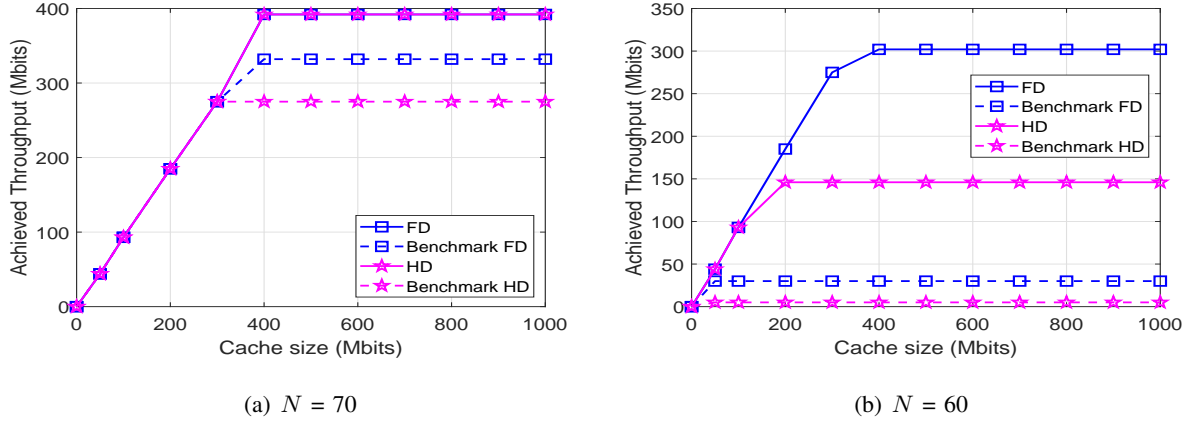 400
300
200
100
0
Achieved Throughput (Mbits)
FD
Benchmark FD
HD
Benchmark HD
0 200 400 600 800 1000
Cache size (Mbits)
(a) N = 70
350
300
250
200
150
100
50
0
Achieved Throughput (Mbits)
FD
Benchmark FD
HD
Benchmark HD
0 200 400 600 800 1000
Cache size (Mbits)
(b) N = 60